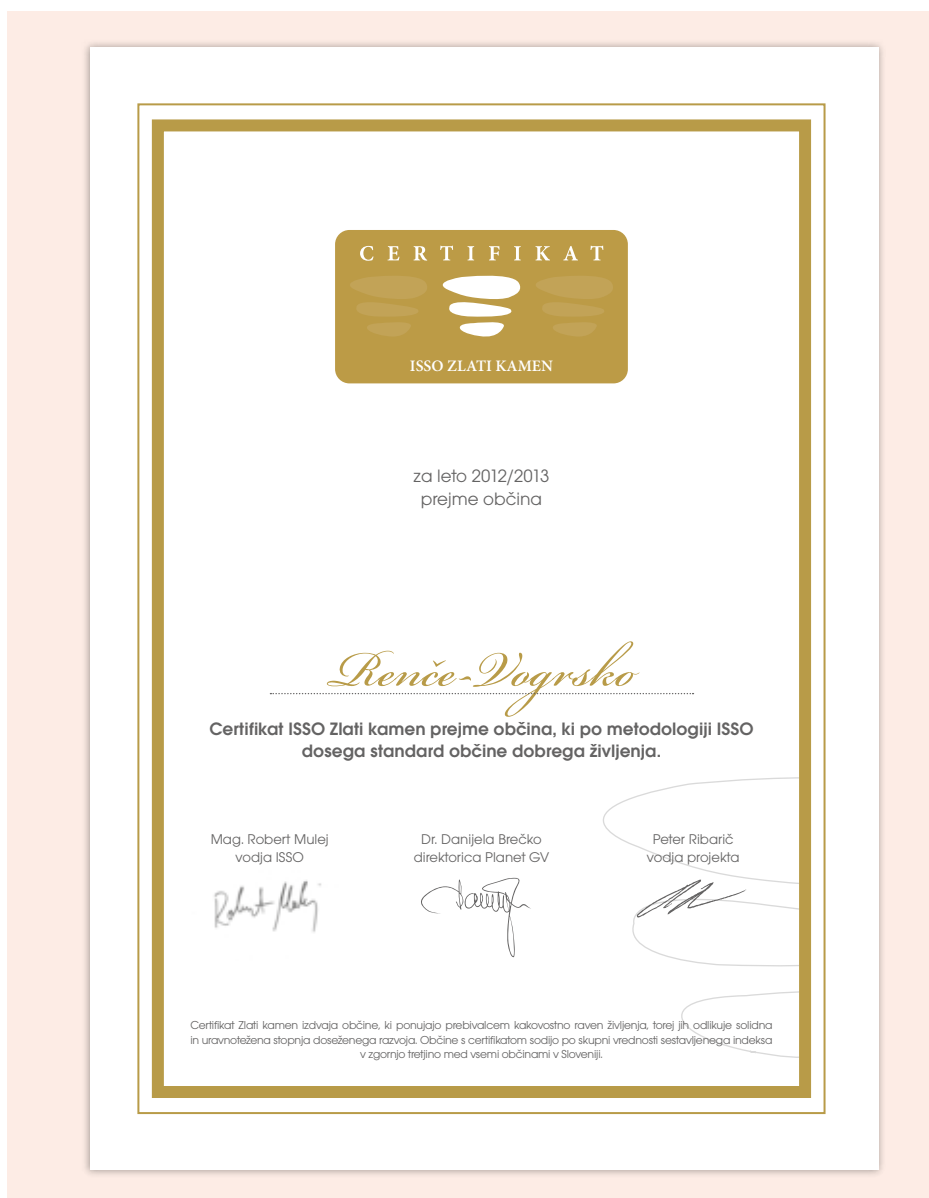 CERTIFIKAT
ISSO ZLATI KAMEN
za leto 2012/2013
prejme občina
Renče-Vogrsko
Certifikat ISSO Zlati kamen prejme občina, ki po metodologiji ISSO
dosega standard občine dobrega življenja.
Mag. Robert Mulej
vodja ISSO
Dr. Danijela Brečko
direktorica Planet GV
Peter Ribarič
vodja projekta
Robert Mulej
Certifikat Zlati kamen izdvaja občine, ki ponujajo prebivalcem kakovostno raven življenja, torej jih odlikuje solidna
in uravnotežena stopnja doseženega razvoja. Občine s certifikatom sodijo po skupni vrednosti sestavljenega indeksa
v zgornjo tretjino med vsemi občinami v Sloveniji.